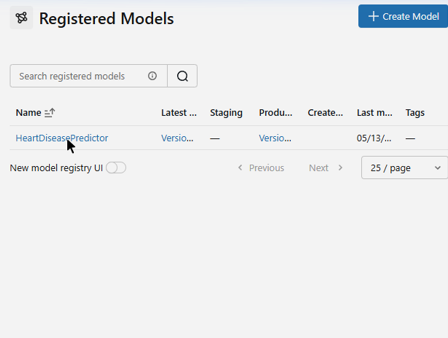 Registered Models
+ Create Model
Search registered models
Name Latest ... Staging Produ... Create... Last m... Tags
HeartDiseasePredictor Versio... — Versio... 05/13/... —
New model registry UI Previous Next 25 / page